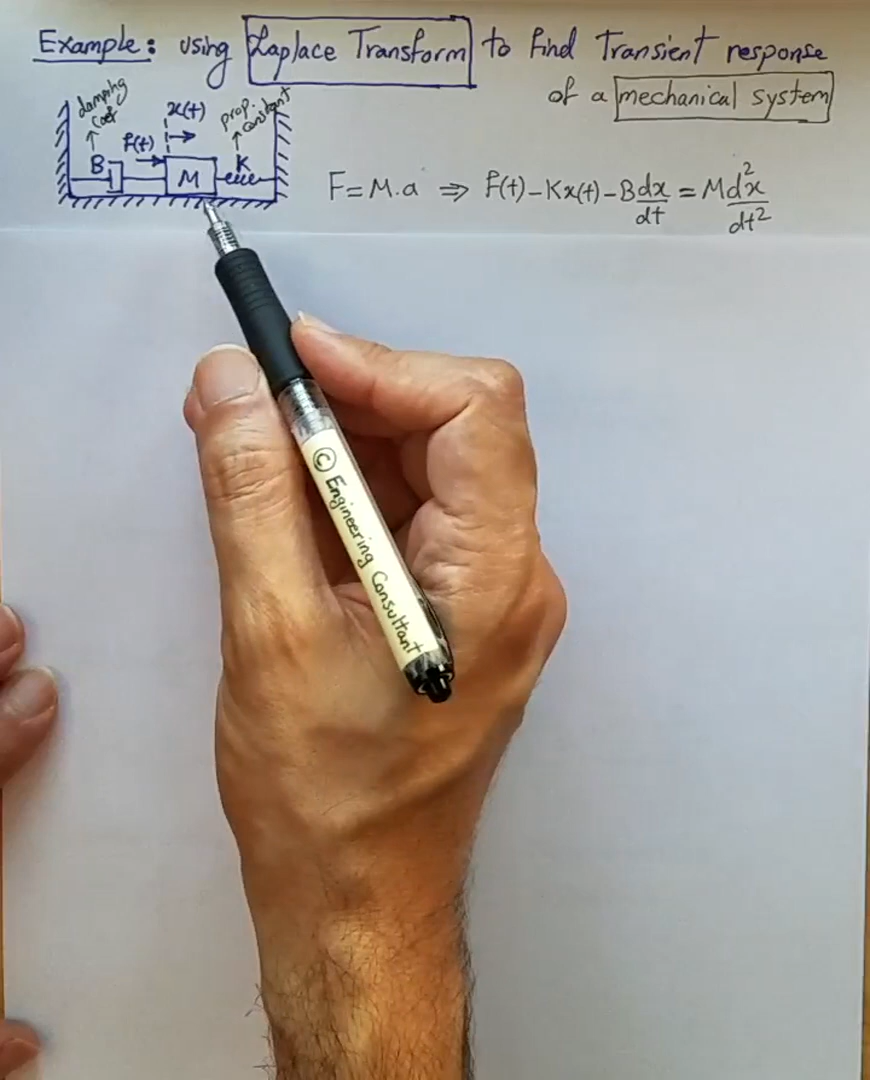 Example: using Laplace Transform to find Transient response
of a mechanical system
damping
coef
x(t)
prop.
constant
B
f(t)
M
K
F=M.a ⇒ f(t)-Kx(t)-B dx/dt = M d²x/dt²
© Engineering Consultant